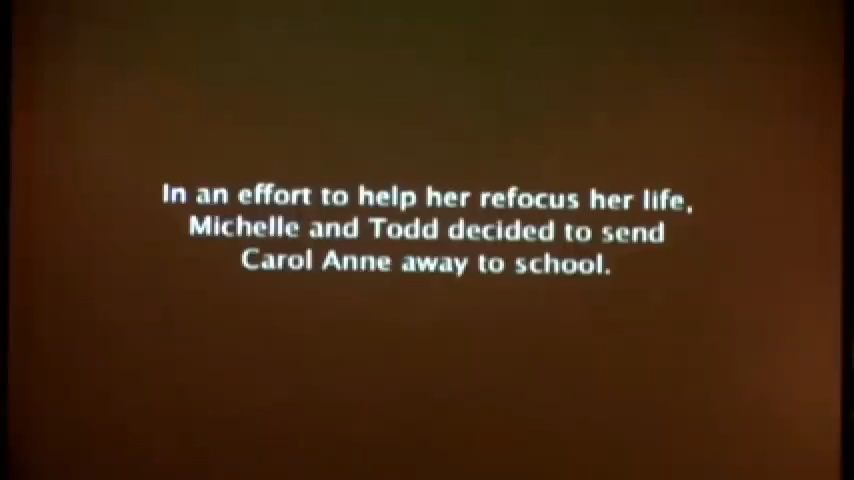 In an effort to help her refocus her life,
Michelle and Todd decided to send
Carol Anne away to school.